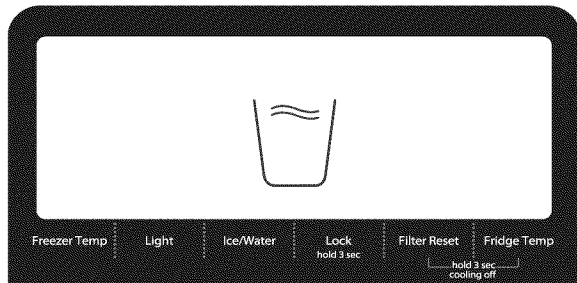 Freezer Temp Light Ice/Water Lock Filter Reset Fridge Temp
hold 3 sec
hold 3 sec
cooling off